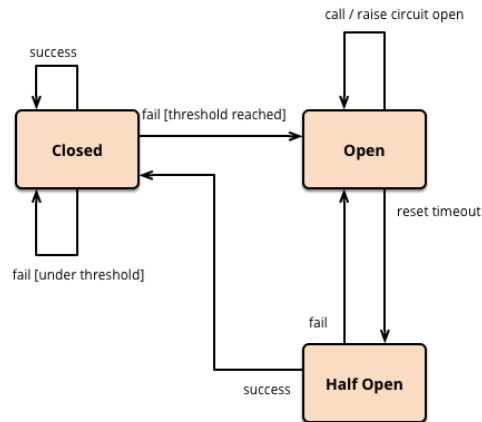 call / raise circuit open
success
fail [threshold reached]
Closed
Open
reset timeout
fail [under threshold]
fail
Half Open
success